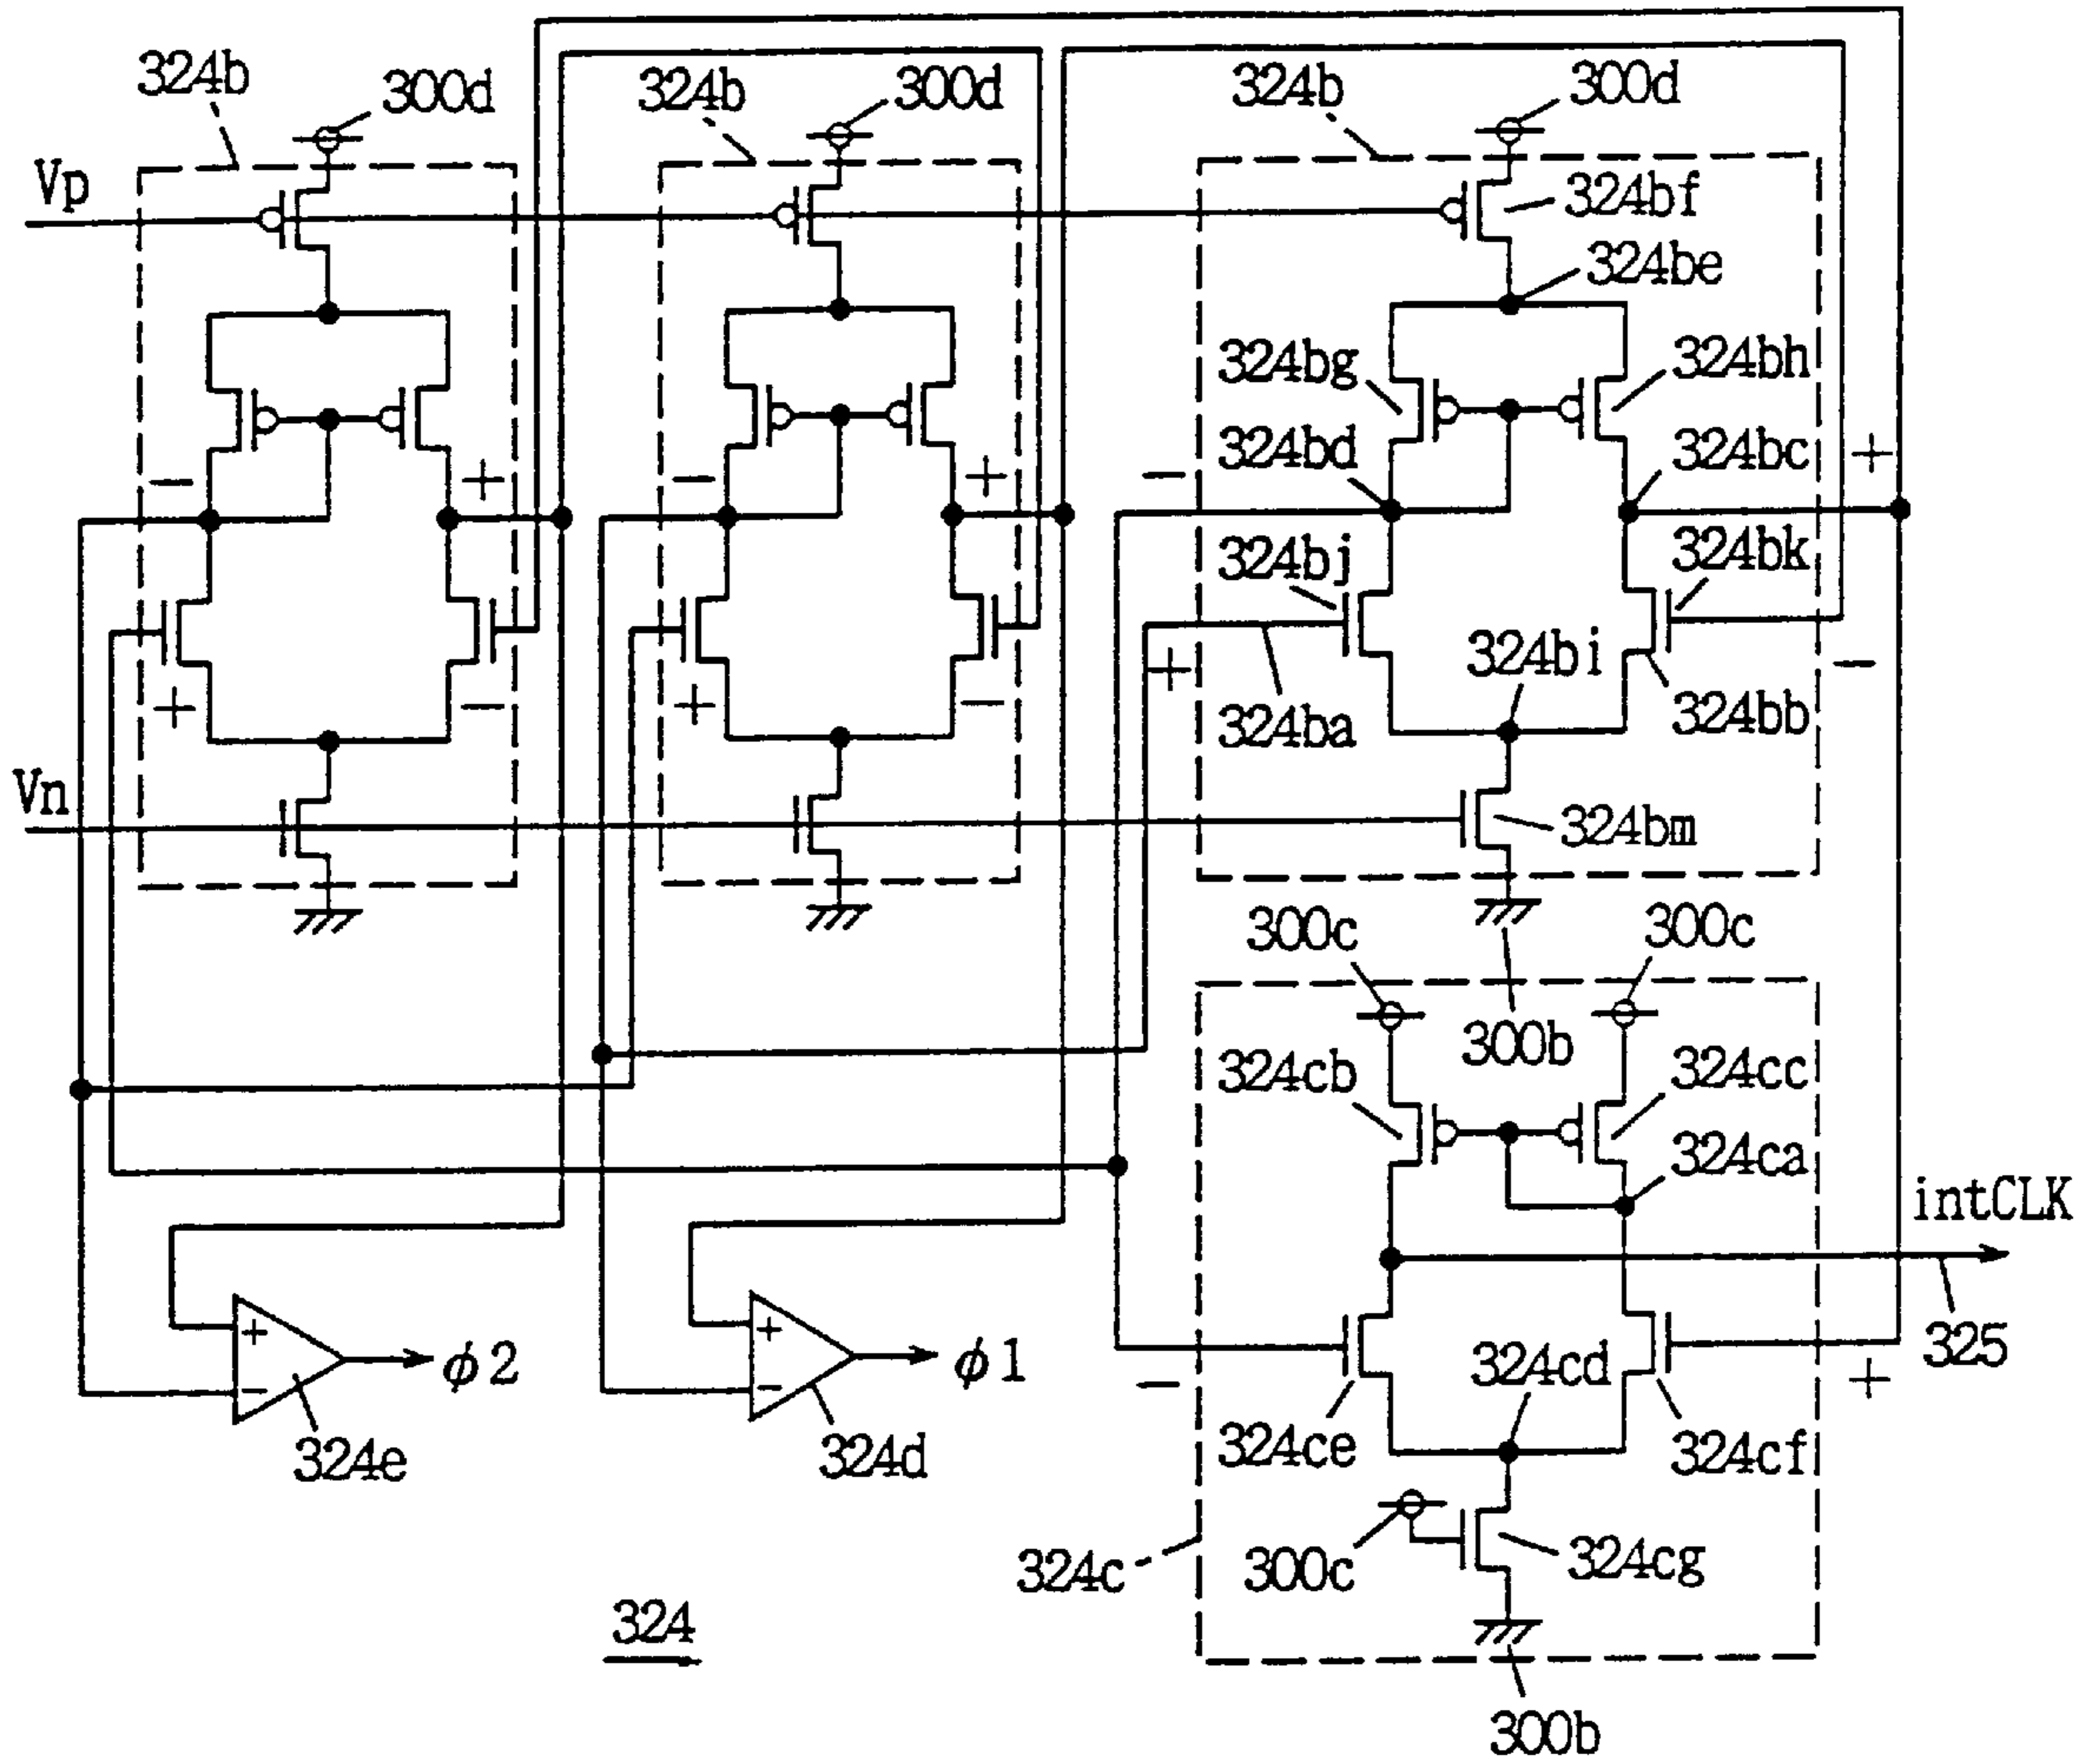 324b 300d 324b 300d 324b 300d
Vp 324bf
324be
324bg 324bh
324bd 324bc
− + − + − +
324bj 324bk
324bi
+ − + − + −
324ba 324bb
Vn 324bm
300c 300c
300b
324cb 324cc
324ca
intCLK
+ + 325
φ2 φ1 324cd
− − − +
324e 324d 324ce 324cf
300c 324cg
324c
324
300b